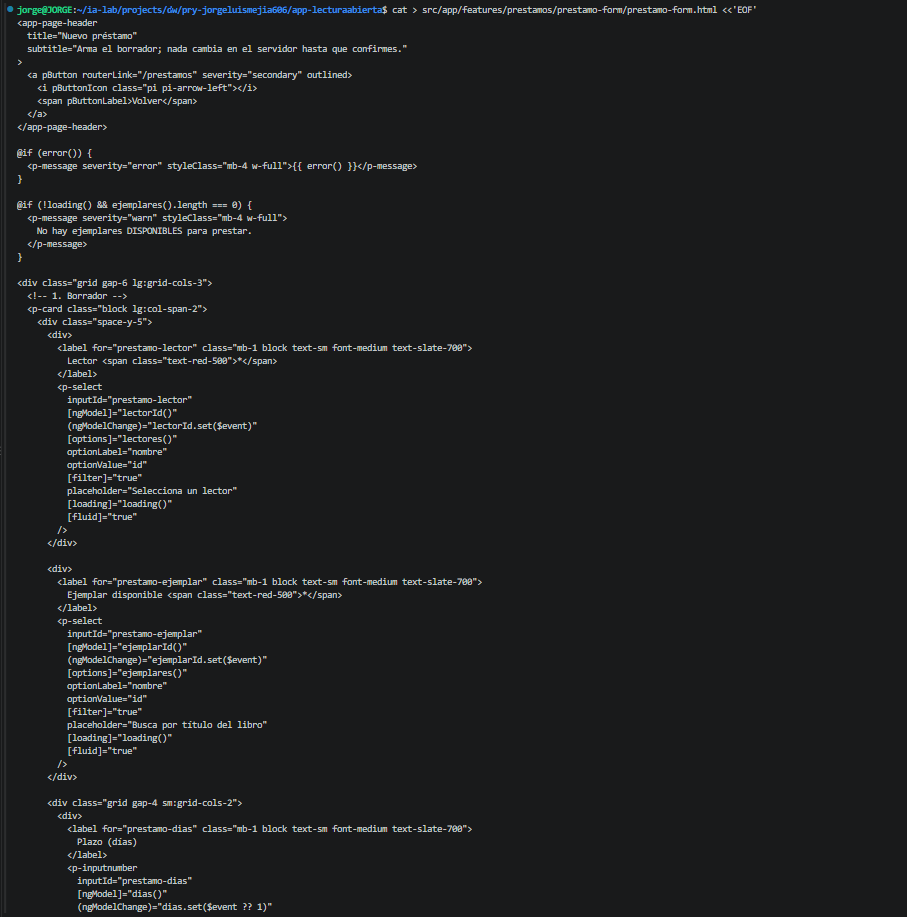 jorge@JORGE:~/ia-lab/projects/dw/pry-jorgeluismejia606/app-lecturaabierta$ cat > src/app/features/prestamos/prestamo-form/prestamo-form.html <<'EOF'
<app-page-header
  title="Nuevo préstamo"
  subtitle="Arma el borrador; nada cambia en el servidor hasta que confirmes."
>
  <a pButton routerLink="/prestamos" severity="secondary" outlined>
    <i pButtonIcon class="pi pi-arrow-left"></i>
    <span pButtonLabel>Volver</span>
  </a>
</app-page-header>

@if (error()) {
  <p-message severity="error" styleClass="mb-4 w-full">{{ error() }}</p-message>
}

@if (!loading() && ejemplares().length === 0) {
  <p-message severity="warn" styleClass="mb-4 w-full">
    No hay ejemplares DISPONIBLES para prestar.
  </p-message>
}

<div class="grid gap-6 lg:grid-cols-3">
  <!-- 1. Borrador -->
  <p-card class="block lg:col-span-2">
    <div class="space-y-5">
      <div>
        <label for="prestamo-lector" class="mb-1 block text-sm font-medium text-slate-700">
          Lector <span class="text-red-500">*</span>
        </label>
        <p-select
          inputId="prestamo-lector"
          [ngModel]="lectorId()"
          (ngModelChange)="lectorId.set($event)"
          [options]="lectores()"
          optionLabel="nombre"
          optionValue="id"
          [filter]="true"
          placeholder="Selecciona un lector"
          [loading]="loading()"
          [fluid]="true"
        />
      </div>

      <div>
        <label for="prestamo-ejemplar" class="mb-1 block text-sm font-medium text-slate-700">
          Ejemplar disponible <span class="text-red-500">*</span>
        </label>
        <p-select
          inputId="prestamo-ejemplar"
          [ngModel]="ejemplarId()"
          (ngModelChange)="ejemplarId.set($event)"
          [options]="ejemplares()"
          optionLabel="nombre"
          optionValue="id"
          [filter]="true"
          placeholder="Busca por título del libro"
          [loading]="loading()"
          [fluid]="true"
        />
      </div>

      <div class="grid gap-4 sm:grid-cols-2">
        <div>
          <label for="prestamo-dias" class="mb-1 block text-sm font-medium text-slate-700">
            Plazo (días)
          </label>
          <p-inputnumber
            inputId="prestamo-dias"
            [ngModel]="dias()"
            (ngModelChange)="dias.set($event ?? 1)"